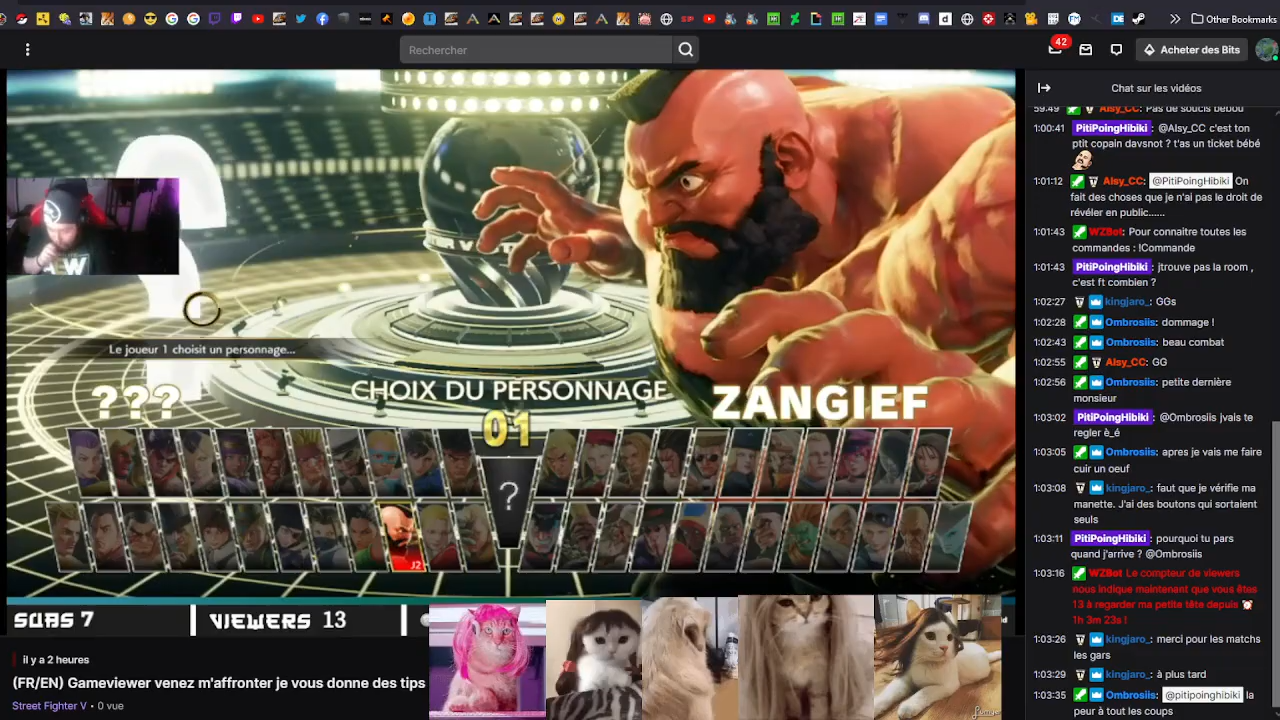 Other Bookmarks
Rechercher
42
Acheter des Bits
Chat sur les vidéos
59:49 Alsy_CC: Pas de soucis debou
1:00:41 PitiPoingHibiki : @Alsy_CC c'est ton
ptit copain davsnot ? t'as un ticket bébé
1:01:12 Alsy_CC: @PitiPoingHibiki On
fait des choses que je n'ai pas le droit de
révéler en public......
1:01:43 WZBot: Pour connaitre toutes les
commandes : !Commande
1:01:43 PitiPoingHibiki : jtrouve pas la room ,
c'est ft combien ?
1:02:27 kingjaro_: GGs
1:02:28 Ombrosiis: dommage !
1:02:43 Ombrosiis: beau combat
1:02:55 Alsy_CC: GG
1:02:56 Ombrosiis: petite dernière
monsieur
1:03:02 PitiPoingHibiki : @Ombrosiis jvais te
regler è_é
1:03:05 Ombrosiis: apres je vais me faire
cuir un oeuf
1:03:08 kingjaro_: faut que je vérifie ma
manette. J'ai des boutons qui sortaient
seuls
1:03:11 PitiPoingHibiki : pourquoi tu pars
quand j'arrive ? @Ombrosiis
1:03:16 WZBot Le compteur de viewers
nous indique maintenant que vous êtes
13 à regarder ma petita tête depuis
1h 3m 23s !
1:03:26 kingjaro_: merci pour les matchs
les gars
1:03:29 kingjaro_: à plus tard
1:03:35 Ombrosiis: @pitipoinghibiki la
peur à tout les coups
Le joueur 1 choisit un personnage...
???
CHOIX DU PERSONNAGE
01
ZANGIEF
?
J2
SUBS 7
VIEWERS 13
il y a 2 heures
(FR/EN) Gameviewer venez m'affronter je vous donne des tips
Street Fighter V • 0 vue